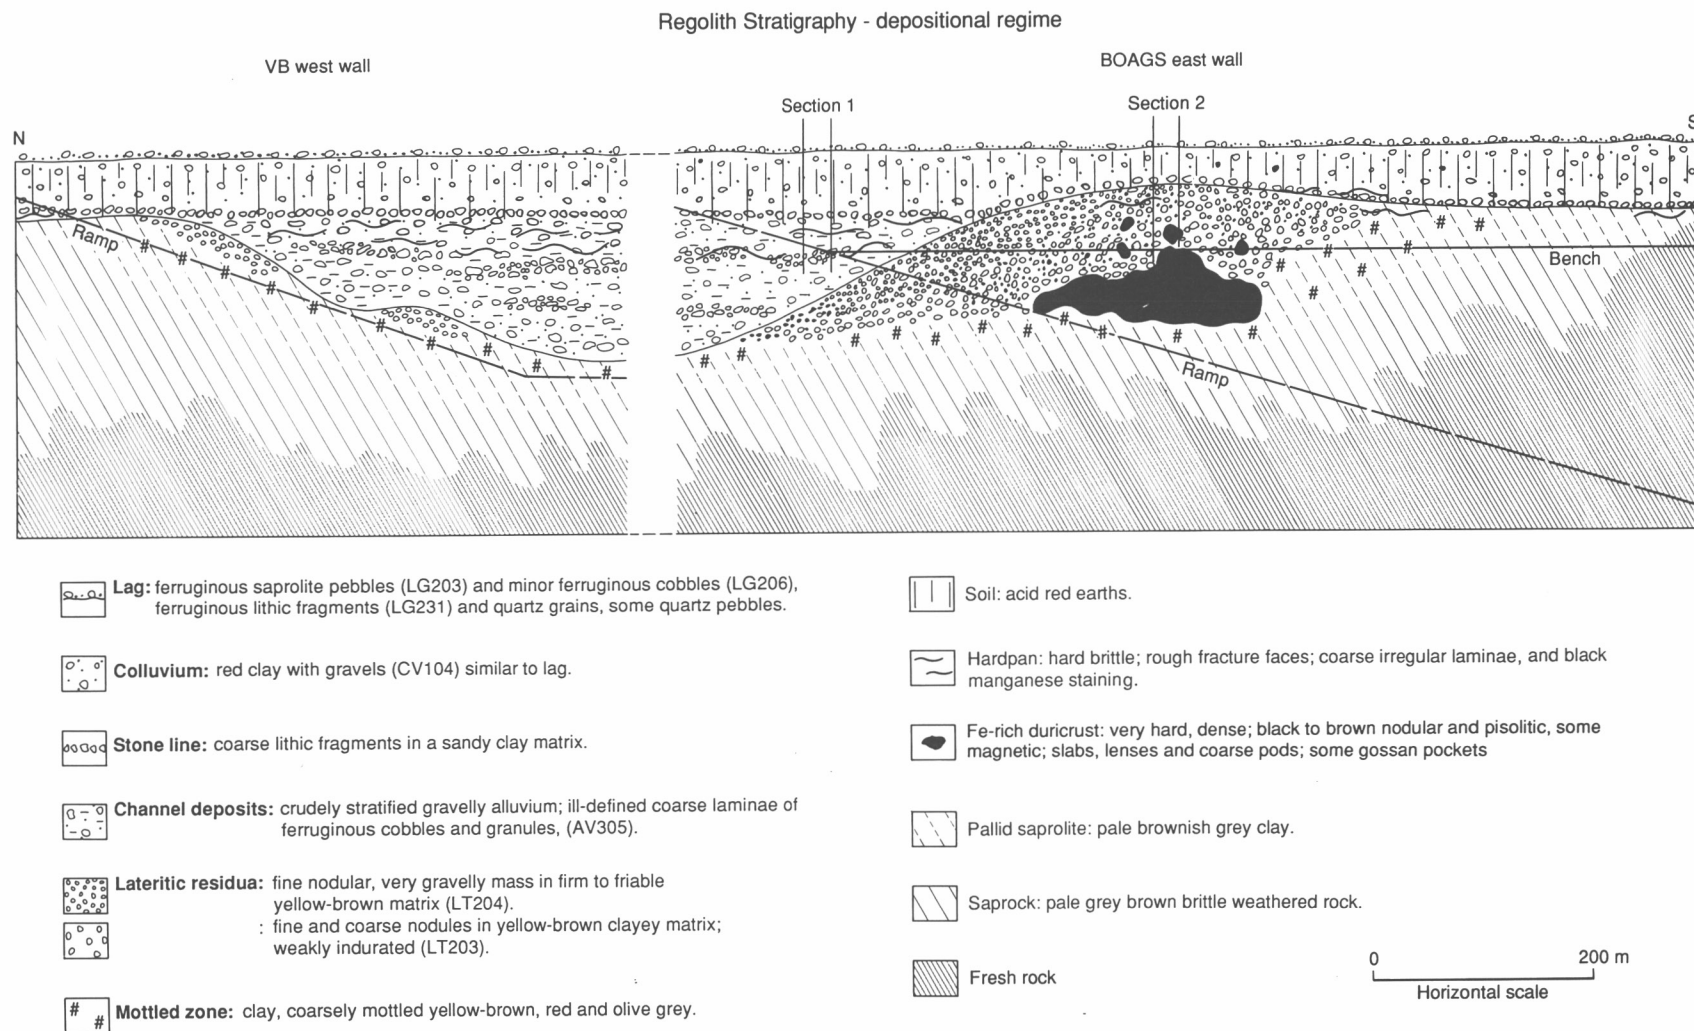 Regolith Stratigraphy - depositional regime
VB west wall
BOAGS east wall
Section 1
Section 2
N
S
Ramp
Bench
Ramp
Lag: ferruginous saprolite pebbles (LG203) and minor ferruginous cobbles (LG206),
ferruginous lithic fragments (LG231) and quartz grains, some quartz pebbles.
Colluvium: red clay with gravels (CV104) similar to lag.
Stone line: coarse lithic fragments in a sandy clay matrix.
Channel deposits: crudely stratified gravelly alluvium; ill-defined coarse laminae of
ferruginous cobbles and granules, (AV305).
Lateritic residua: fine nodular, very gravelly mass in firm to friable
yellow-brown matrix (LT204).
: fine and coarse nodules in yellow-brown clayey matrix;
weakly indurated (LT203).
Mottled zone: clay, coarsely mottled yellow-brown, red and olive grey.
Soil: acid red earths.
Hardpan: hard brittle; rough fracture faces; coarse irregular laminae, and black
manganese staining.
Fe-rich duricrust: very hard, dense; black to brown nodular and pisolitic, some
magnetic; slabs, lenses and coarse pods; some gossan pockets
Pallid saprolite: pale brownish grey clay.
Saprock: pale grey brown brittle weathered rock.
Fresh rock
0 200 m
Horizontal scale